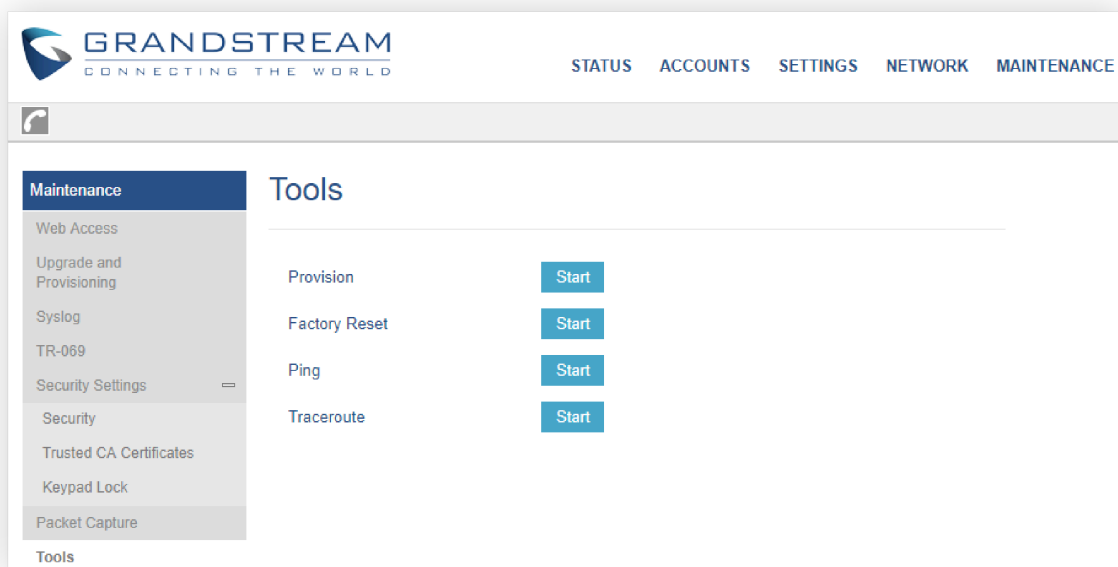 GRANDSTREAM
CONNECTING THE WORLD
STATUS ACCOUNTS SETTINGS NETWORK MAINTENANCE
Maintenance
Web Access
Upgrade and
Provisioning
Syslog
TR-069
Security Settings
Security
Trusted CA Certificates
Keypad Lock
Packet Capture
Tools
Tools
Provision Start
Factory Reset Start
Ping Start
Traceroute Start